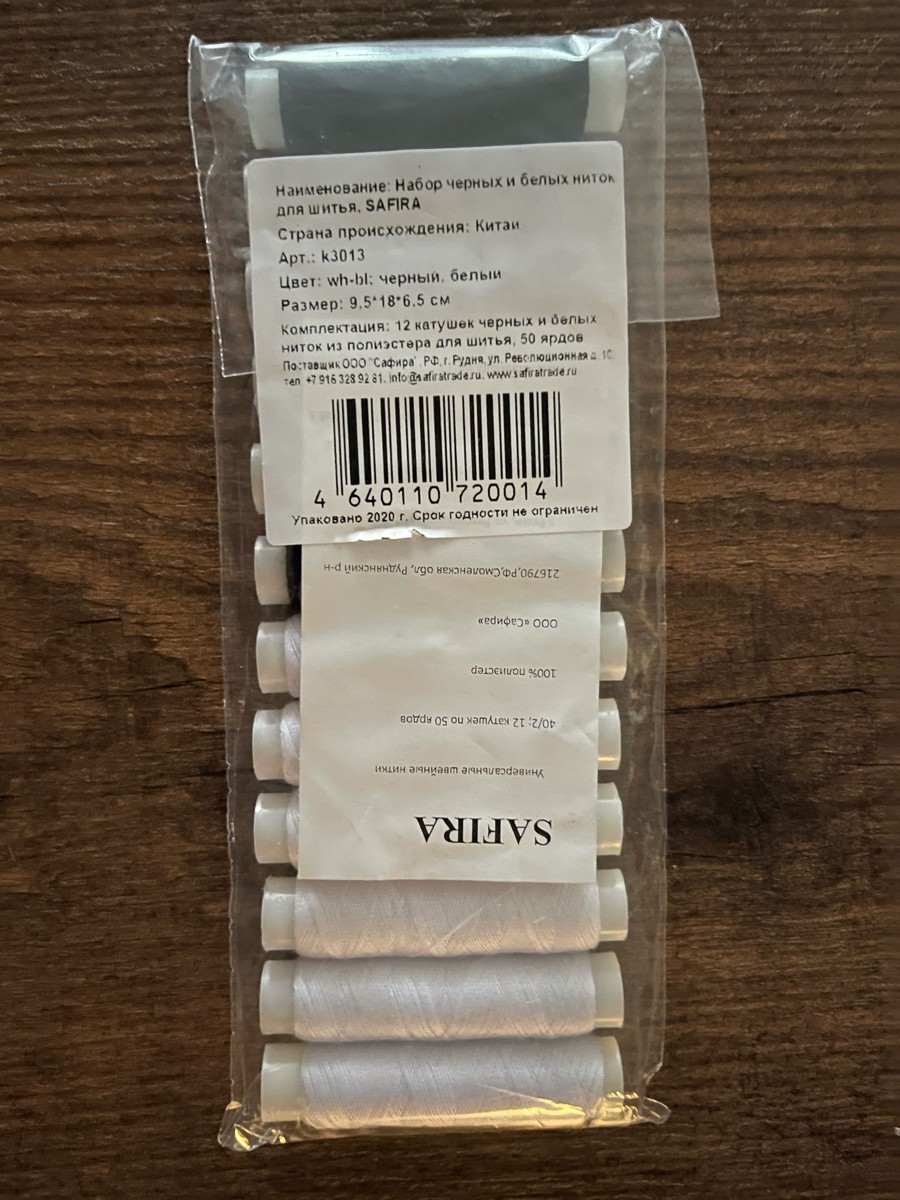 Наименование: Набор черных и белых ниток
для шитья, SAFIRA
Страна происхождения: Китаи
Арт.: k3013
Цвет: wh-bl; черный, белыи
Размер: 9,5*18*6,5 см
Комплектация: 12 катушек черных и белых
ниток из полиэстера для шитья, 50 ярдов
Поставщик ООО "Сафира" РФ, г. Рудня, ул. Революционная д. 10,
тел +7 916 328 92 61, info@safiratrade.ru, www.safiratrade.ru
4 640110 720014
Упаковано 2020 г. Срок годности не ограничен
SAFIRA
Универсальные швейные нитки
40/2; 12 катушек по 50 ярдов
100% полиэстер
ООО «Сафира»
216790,РФ,Смоленская обл, Руднянский р-н